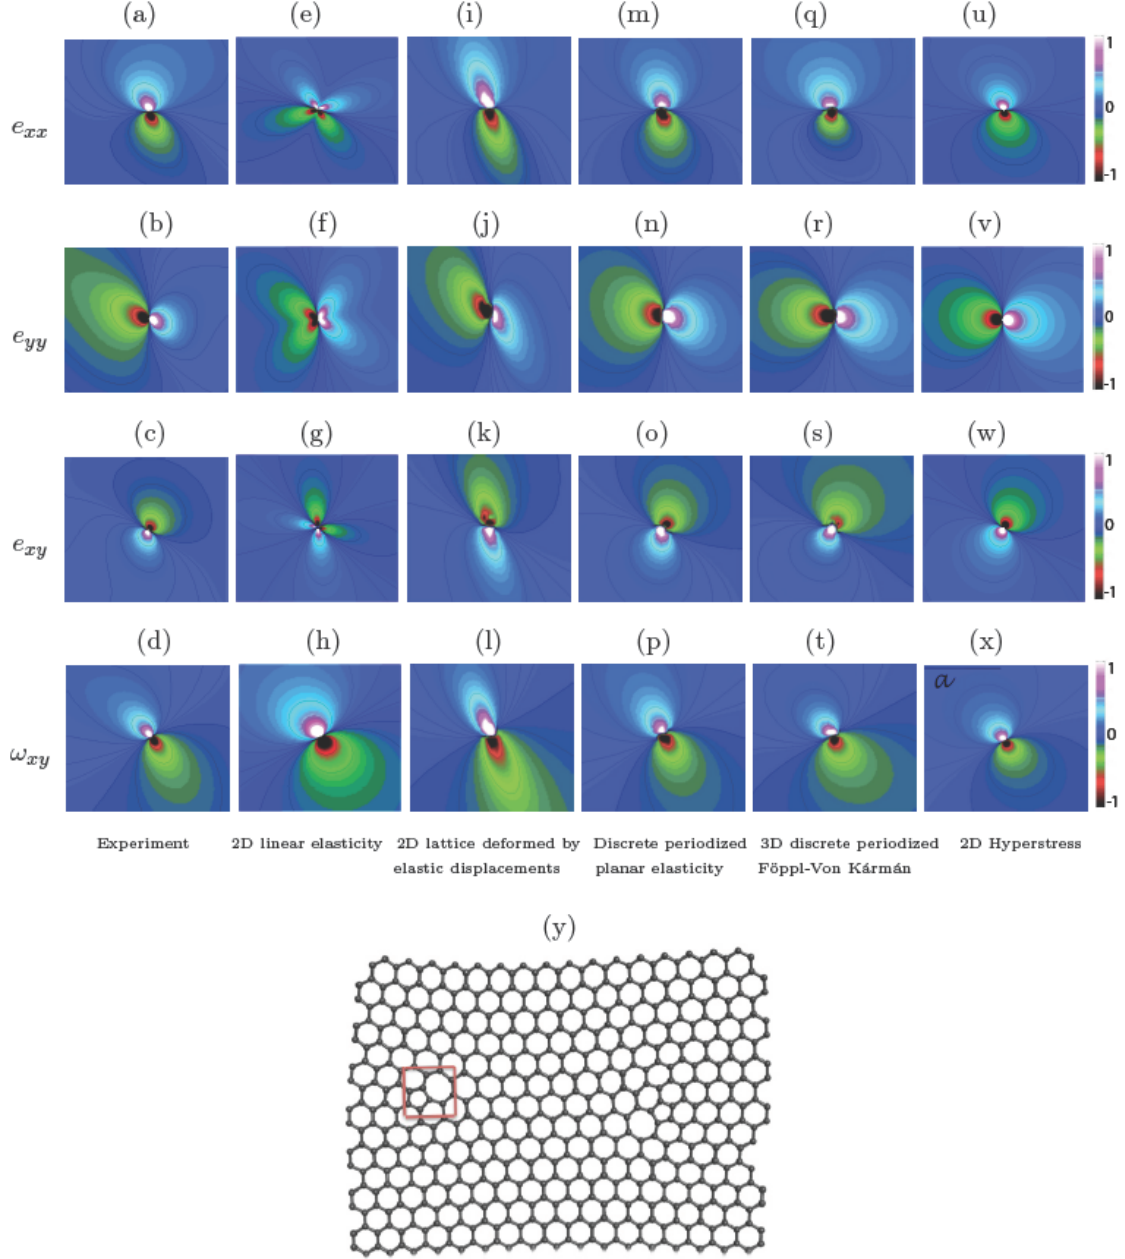 (a) (e) (i) (m) (q) (u)
e_xx
1
0
-1
(b) (f) (j) (n) (r) (v)
e_yy
1
0
-1
(c) (g) (k) (o) (s) (w)
e_xy
1
0
-1
(d) (h) (l) (p) (t) (x)
a
ω_xy
1
0
-1
Experiment 2D linear elasticity 2D lattice deformed by Discrete periodized 3D discrete periodized 2D Hyperstress
elastic displacements planar elasticity Föppl-Von Kármán
(y)